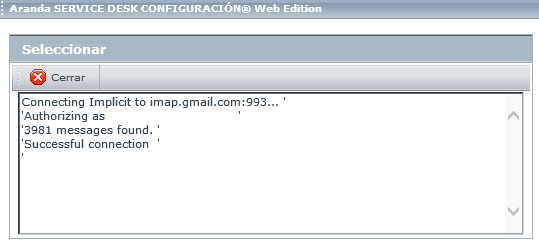 Aranda SERVICE DESK CONFIGURACIÓN® Web Edition
Seleccionar
Cerrar
Connecting Implicit to imap.gmail.com:993... '
'Authorizing as '
'3981 messages found. '
'Successful connection '
'